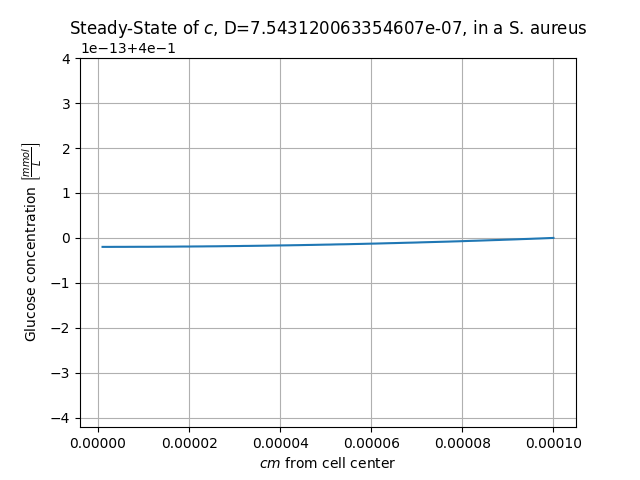 Steady-State of c, D=7.543120063354607e-07, in a S. aureus
1e−13+4e−1
4
3
2
1
0
−1
−2
−3
−4
Glucose concentration [mmol/L]
0.00000 0.00002 0.00004 0.00006 0.00008 0.00010
cm from cell center